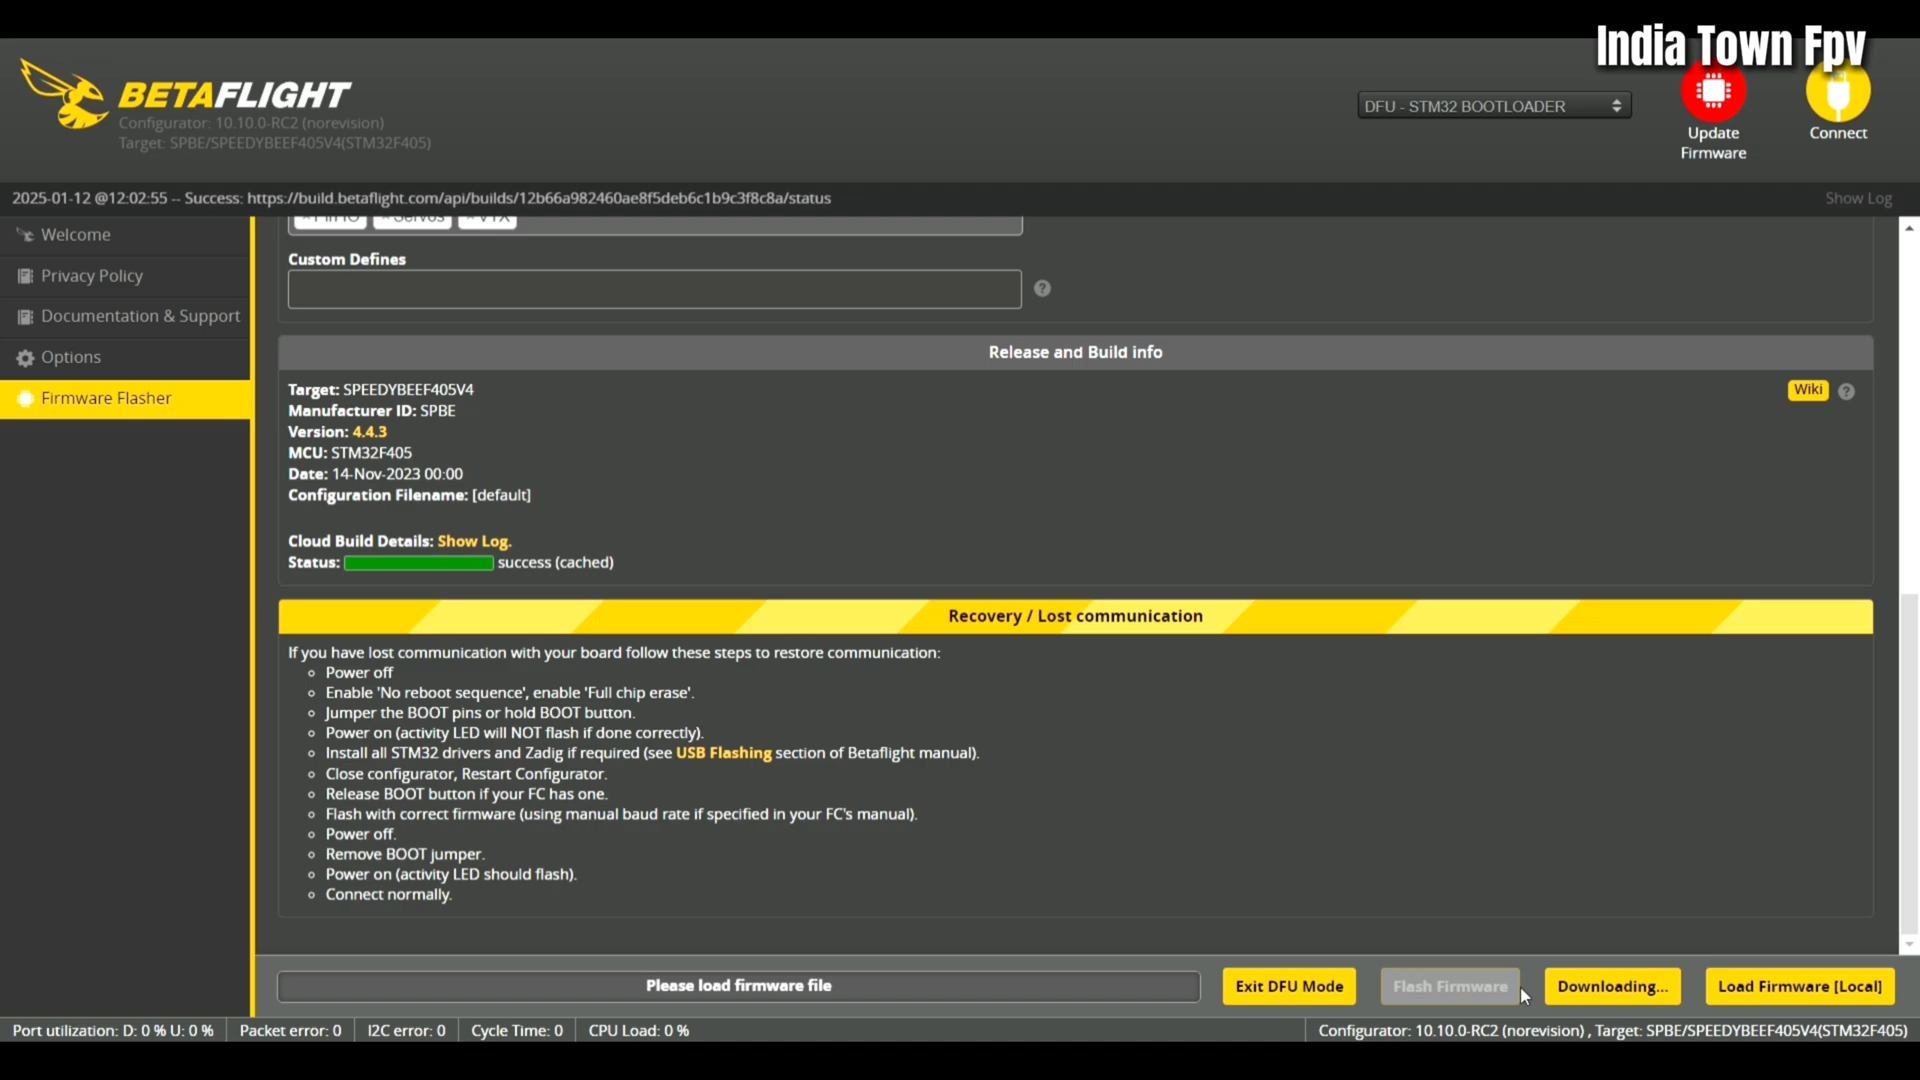 India Town Fpv
BETAFLIGHT
Configurator: 10.10.0-RC2 (norevision)
Target: SPBE/SPEEDYBEEF405V4(STM32F405)
DFU - STM32 BOOTLOADER
Update
Firmware
Connect
2025-01-12 @12:02:55 -- Success: https://build.betaflight.com/api/builds/12b66a982460ae8f5deb6c1b9c3f8c8a/status
Show Log
Welcome
Privacy Policy
Documentation & Support
Options
Firmware Flasher
Servos
VTX
Custom Defines
Release and Build info
Target: SPEEDYBEEF405V4
Manufacturer ID: SPBE
Version: 4.4.3
MCU: STM32F405
Date: 14-Nov-2023 00:00
Configuration Filename: [default]
Wiki
Cloud Build Details: Show Log.
Status: success (cached)
Recovery / Lost communication
If you have lost communication with your board follow these steps to restore communication:
Power off
Enable 'No reboot sequence', enable 'Full chip erase'.
Jumper the BOOT pins or hold BOOT button.
Power on (activity LED will NOT flash if done correctly).
Install all STM32 drivers and Zadig if required (see USB Flashing section of Betaflight manual).
Close configurator, Restart Configurator.
Release BOOT button if your FC has one.
Flash with correct firmware (using manual baud rate if specified in your FC's manual).
Power off.
Remove BOOT jumper.
Power on (activity LED should flash).
Connect normally.
Please load firmware file
Exit DFU Mode
Flash Firmware
Downloading...
Load Firmware [Local]
Port utilization: D: 0 % U: 0 %
Packet error: 0
I2C error: 0
Cycle Time: 0
CPU Load: 0 %
Configurator: 10.10.0-RC2 (norevision) , Target: SPBE/SPEEDYBEEF405V4(STM32F405)